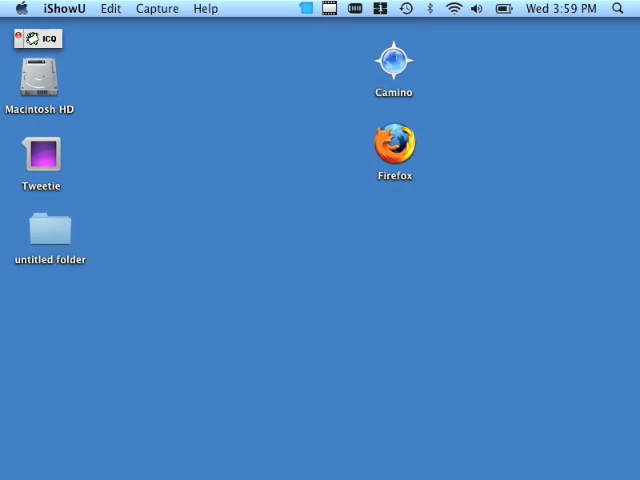 iShowU Edit Capture Help Wed 3:59 PM
ICQ
Macintosh HD
Tweetie
untitled folder
Camino
Firefox